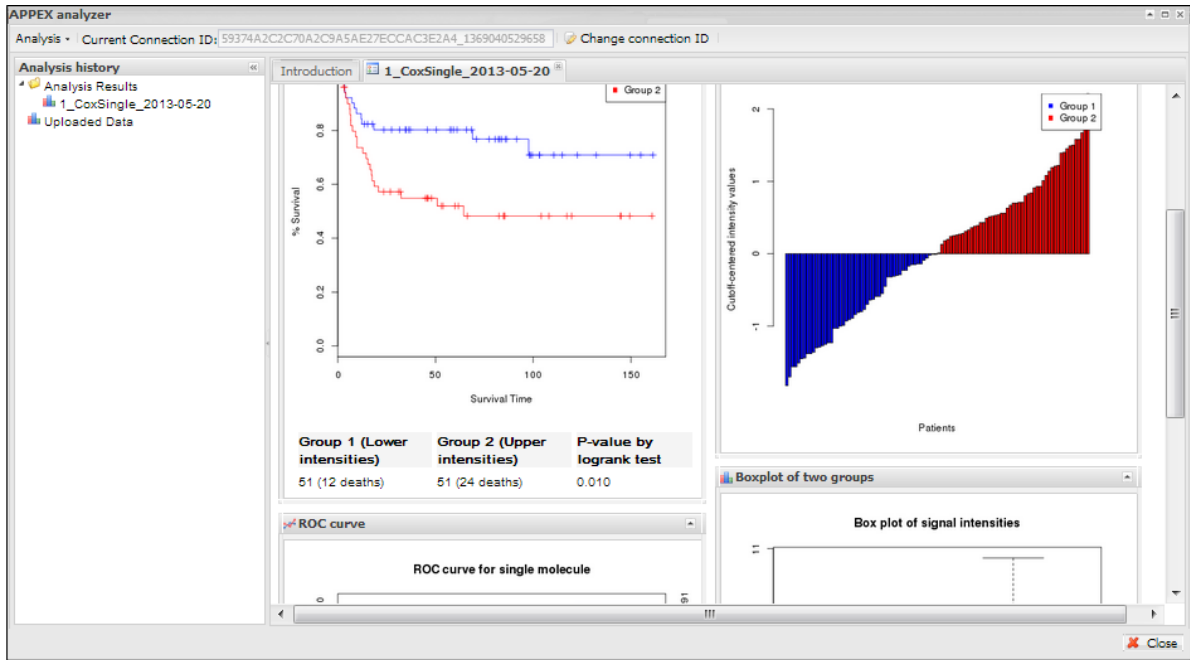 APPEX analyzer
Analysis Current Connection ID: 59374A2C2C70A2C9A5AE27ECCAC3E2A4_1369040529658 Change connection ID
Analysis history
Analysis Results
1_CoxSingle_2013-05-20
Uploaded Data
Introduction 1_CoxSingle_2013-05-20
Group 2
% Survival
0.8
0.6
0.4
0.2
0.0
0 50 100 150
Survival Time
Group 1 (Lower intensities) Group 2 (Upper intensities) P-value by logrank test
51 (12 deaths) 51 (24 deaths) 0.010
ROC curve
ROC curve for single molecule
0 91
Group 1
Group 2
Cutoff-centered intensity values
2
1
0
-1
Patients
Boxplot of two groups
Box plot of signal intensities
11
Close